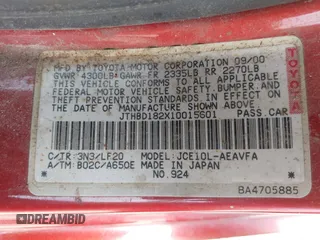 MFD BY TOYOTA MOTOR CORPORATION 09/00
GVWR 4300LB GAWR FR 2335LB RR 2270LB
THIS VEHICLE CONFORMS TO ALL APPLICABLE
FEDERAL MOTOR VEHICLE SAFETY, BUMPER, AND
THEFT PREVENTION STANDARDS IN EFFECT ON
THE DATE OF MANUFACTURE SHOWN ABOVE.
JTHBD182X10015601 PASS.CAR
TOYOTA
C/TR: 3N3/LF20 MODEL: JCE10L-AEAVFA
A/TM: B02C/A650E MADE IN JAPAN
NO.924
BA4705885
DREAMBID